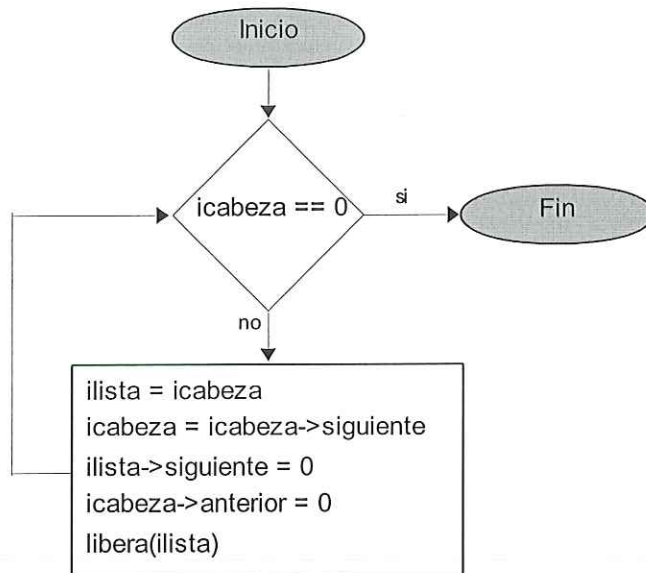 Inicio
icabeza == 0
si
Fin
no
ilista = icabeza
icabeza = icabeza->siguiente
ilista->siguiente = 0
icabeza->anterior = 0
libera(ilista)